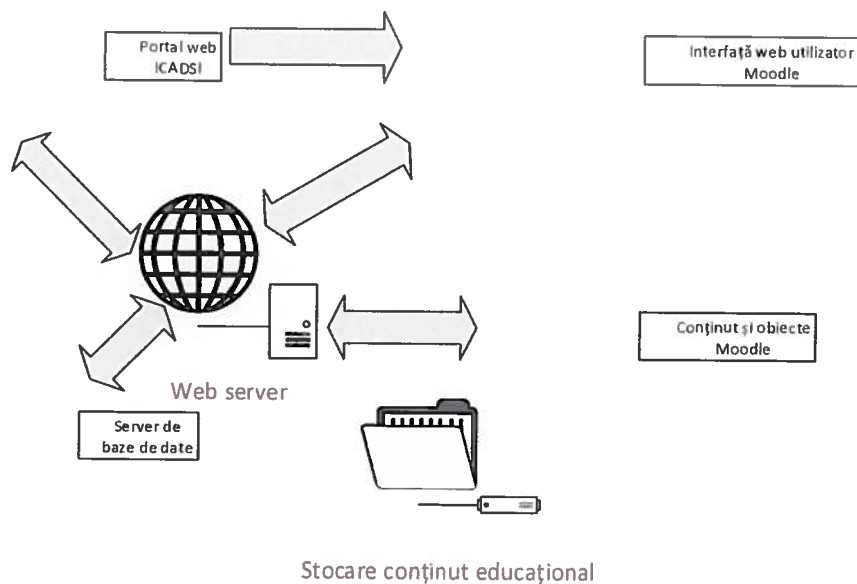 Portal web
ICADSI
Interfață web utilizator
Moodle
Conținut și obiecte
Moodle
Web server
Server de
baze de date
Stocare conținut educațional